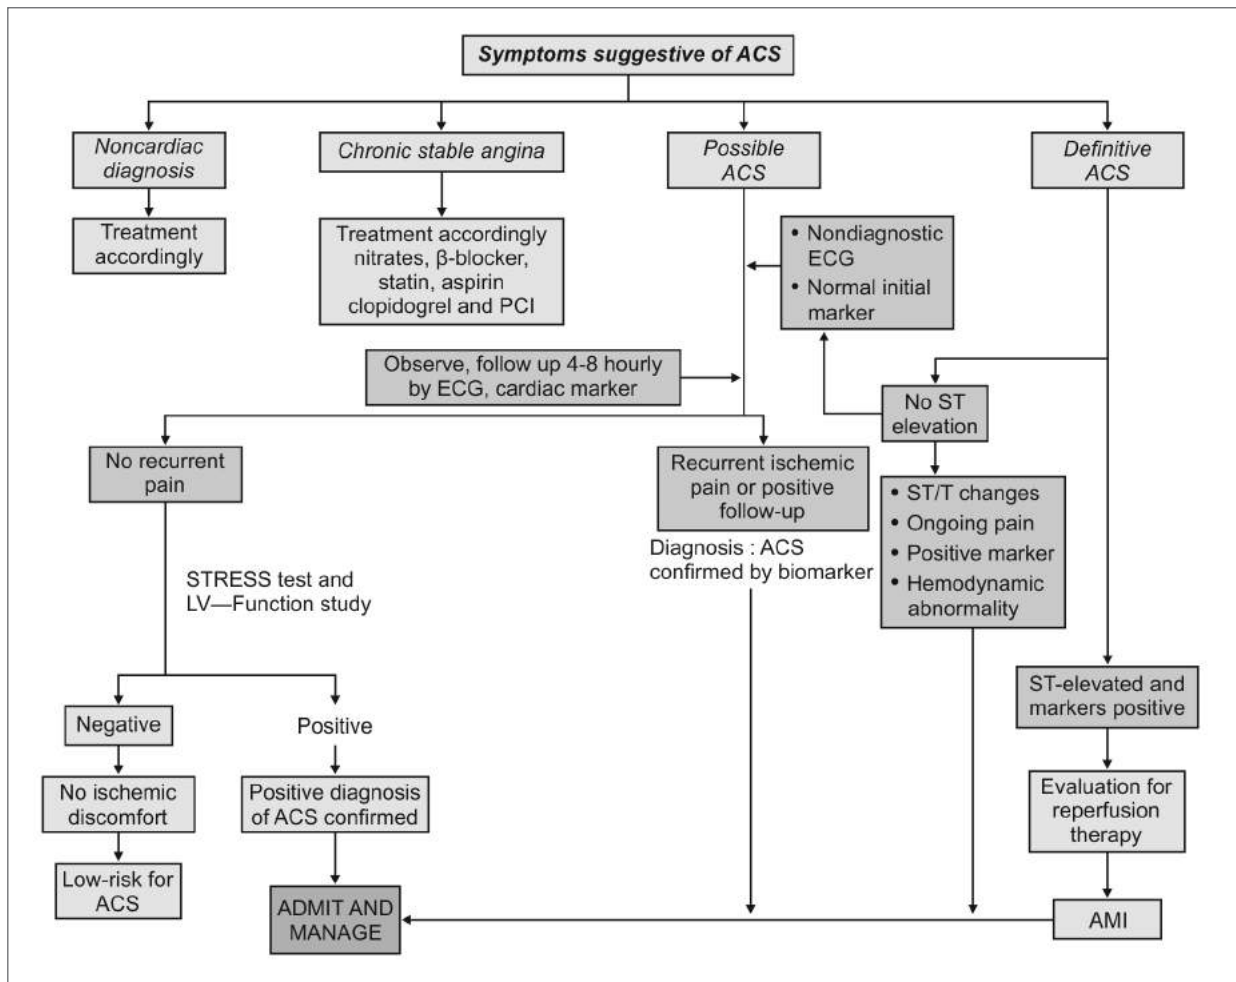 Symptoms suggestive of ACS
Noncardiac
diagnosis
Chronic stable angina
Possible
ACS
Definitive
ACS
Treatment
accordingly
Treatment accordingly
nitrates, β-blocker,
statin, aspirin
clopidogrel and PCI
• Nondiagnostic
ECG
• Normal initial
marker
Observe, follow up 4-8 hourly
by ECG, cardiac marker
No ST
elevation
No recurrent
pain
Recurrent ischemic
pain or positive
follow-up
• ST/T changes
• Ongoing pain
• Positive marker
• Hemodynamic
abnormality
Diagnosis : ACS
confirmed by biomarker
STRESS test and
LV—Function study
ST-elevated and
markers positive
Negative
Positive
No ischemic
discomfort
Positive diagnosis
of ACS confirmed
Evaluation for
reperfusion
therapy
Low-risk for
ACS
ADMIT AND
MANAGE
AMI